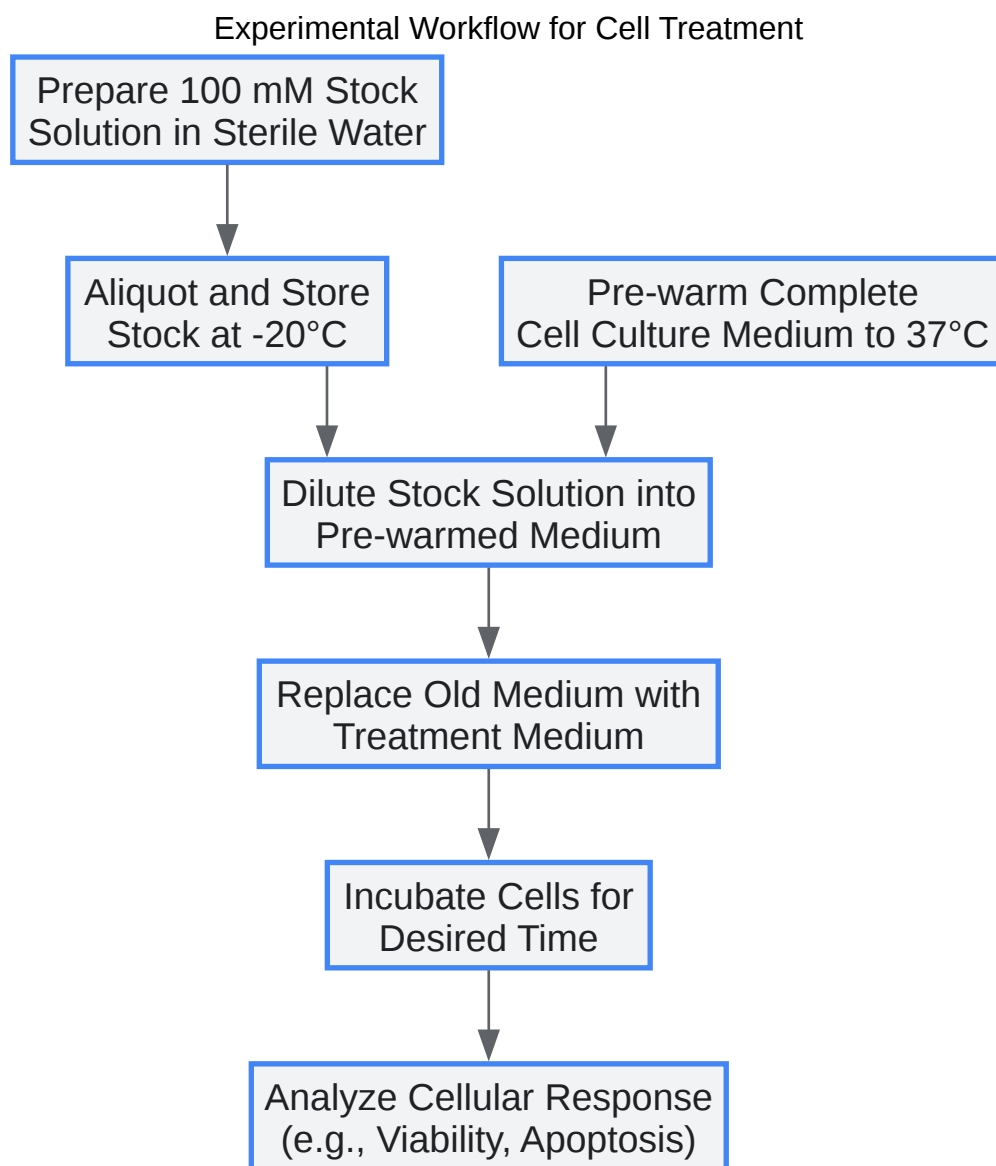 Experimental Workflow for Cell Treatment
Prepare 100 mM Stock
Solution in Sterile Water
Aliquot and Store
Stock at -20°C
Pre-warm Complete
Cell Culture Medium to 37°C
Dilute Stock Solution into
Pre-warmed Medium
Replace Old Medium with
Treatment Medium
Incubate Cells for
Desired Time
Analyze Cellular Response
(e.g., Viability, Apoptosis)